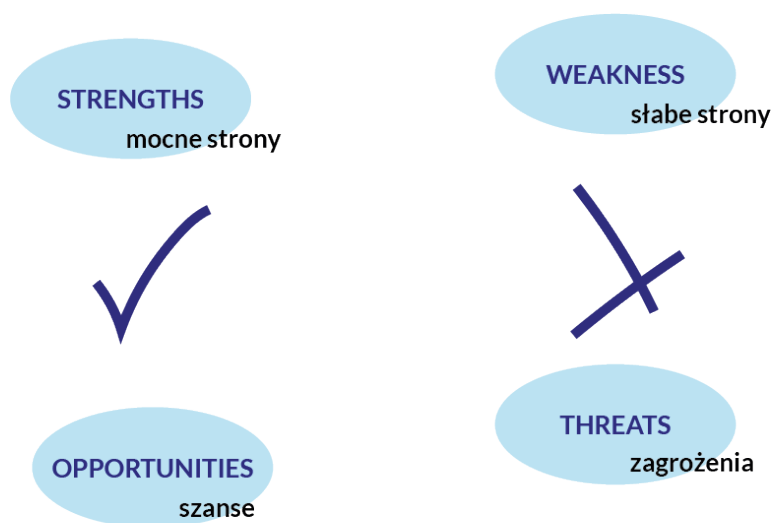 STRENGTHS
mocne strony
WEAKNESS
słabe strony
OPPORTUNITIES
szanse
THREATS
zagrożenia